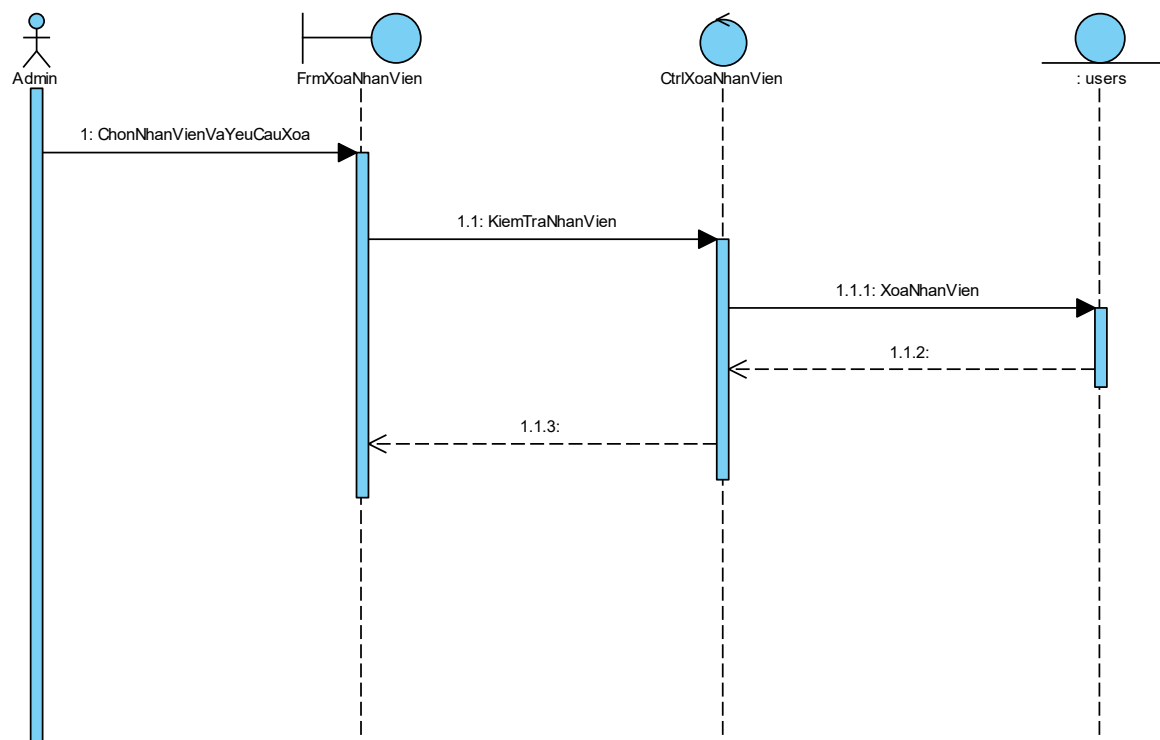 Admin
FrmXoaNhanVien
CtrlXoaNhanVien
: users
1: ChonNhanVienVaYeuCauXoa
1.1: KiemTraNhanVien
1.1.1: XoaNhanVien
1.1.2:
1.1.3: